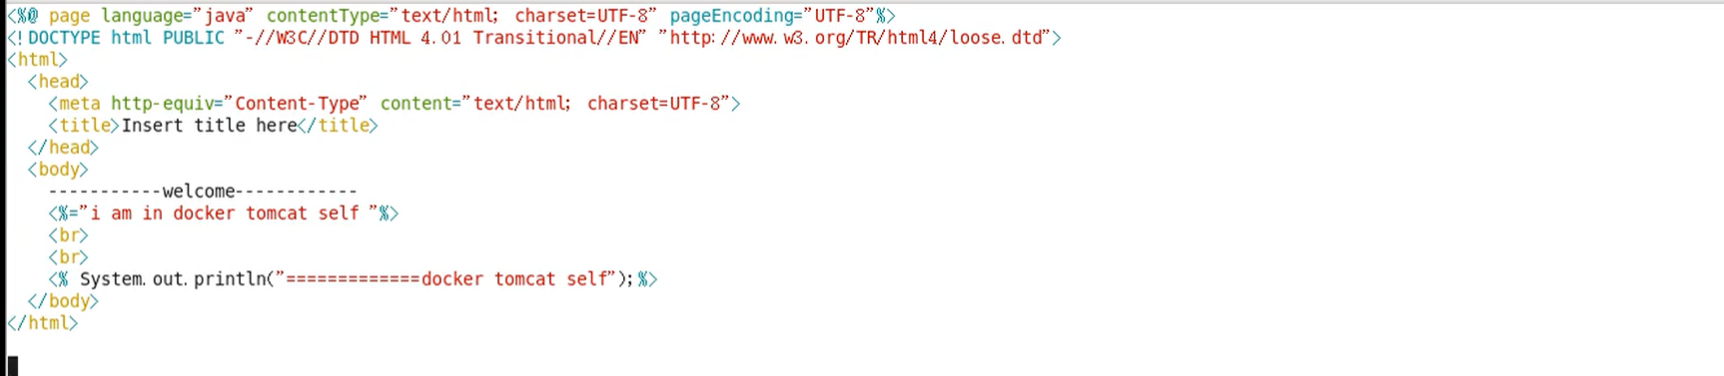 <%@ page language="java" contentType="text/html; charset=UTF-8" pageEncoding="UTF-8"%>
<!DOCTYPE html PUBLIC "-//W3C//DTD HTML 4.01 Transitional//EN" "http://www.w3.org/TR/html4/loose.dtd">
<html>
  <head>
    <meta http-equiv="Content-Type" content="text/html; charset=UTF-8">
    <title>Insert title here</title>
  </head>
  <body>
    -----------welcome------------
    <%="i am in docker tomcat self "%>
    <br>
    <br>
    <% System.out.println("=============docker tomcat self");%>
  </body>
</html>